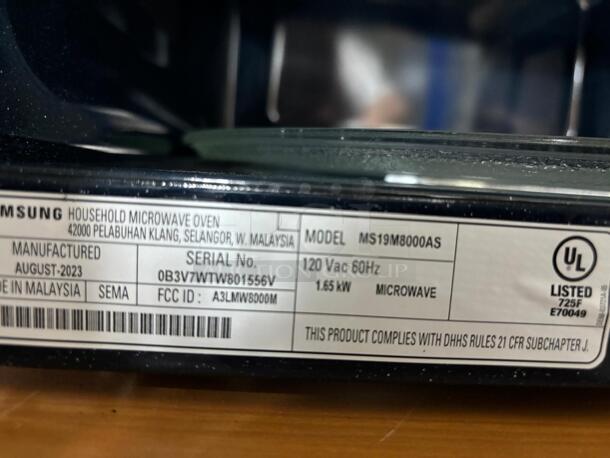 MSUNG HOUSEHOLD MICROWAVE OVEN
42000 PELABUHAN KLANG, SELANGOR, W. MALAYSIA
MANUFACTURED
AUGUST-2023
SERIAL No.
0B3V7WTW801556V
DE IN MALAYSIA
SEMA
FCC ID : A3LMW8000M
MODEL MS19M8000AS
120 Vac 60Hz
1.65 kW MICROWAVE
THIS PRODUCT COMPLIES WITH DHHS RULES 21 CFR SUBCHAPTER J.
UL
LISTED
725F
E70049